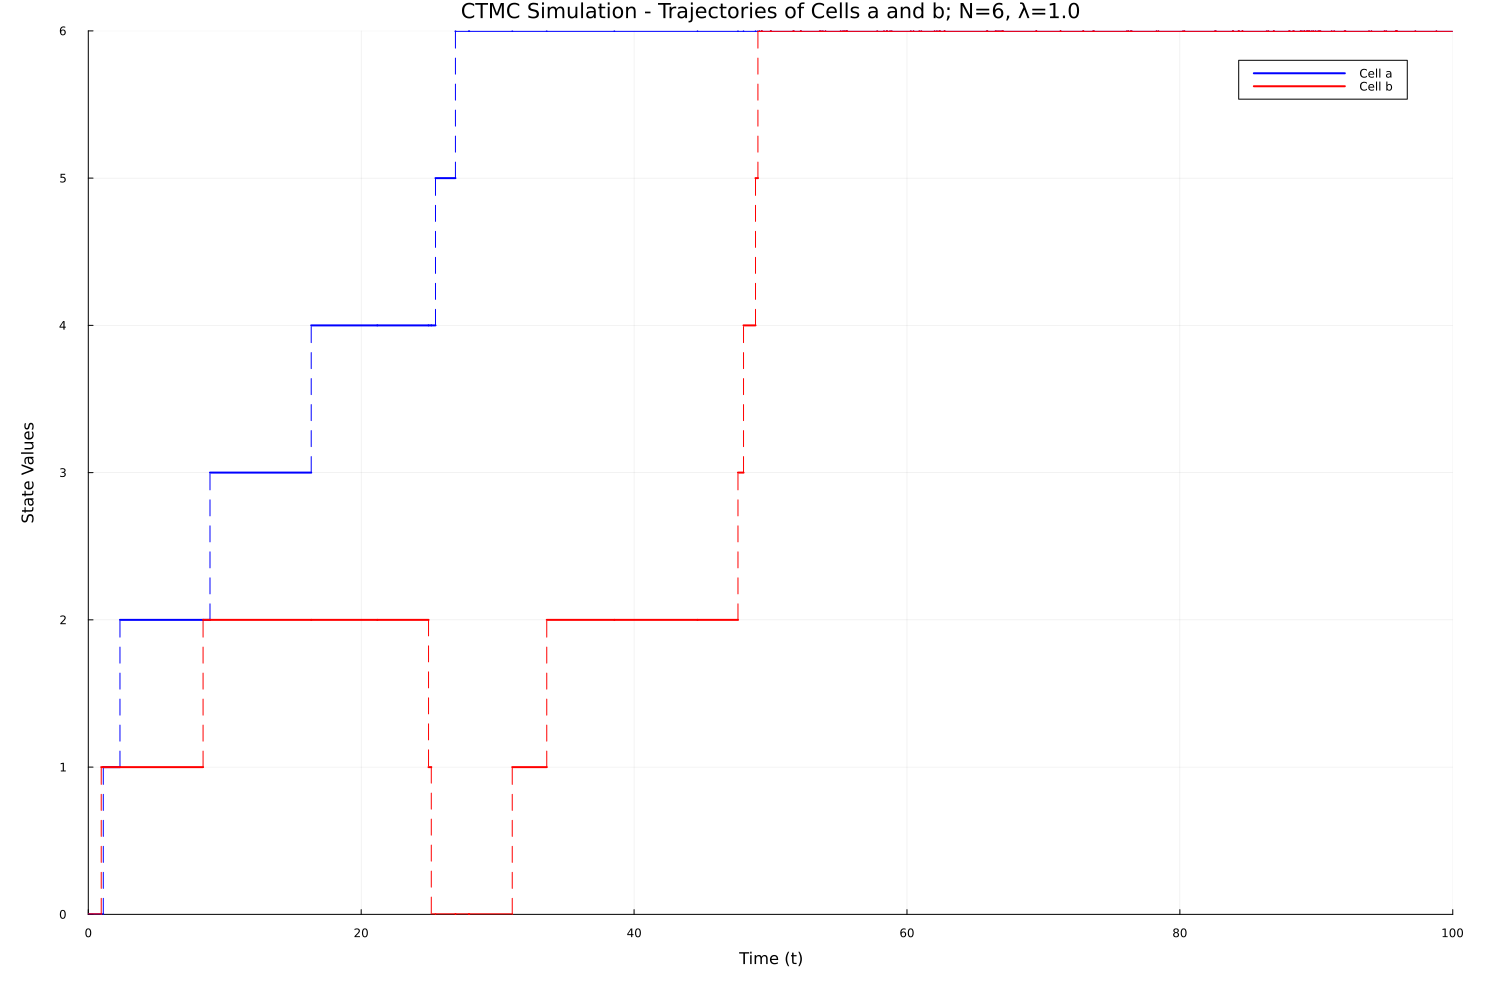 CTMC Simulation - Trajectories of Cells a and b; N=6, λ=1.0
6
Cell a
Cell b
5
4
State Values
3
2
1
0
0 20 40 60 80 100
Time (t)